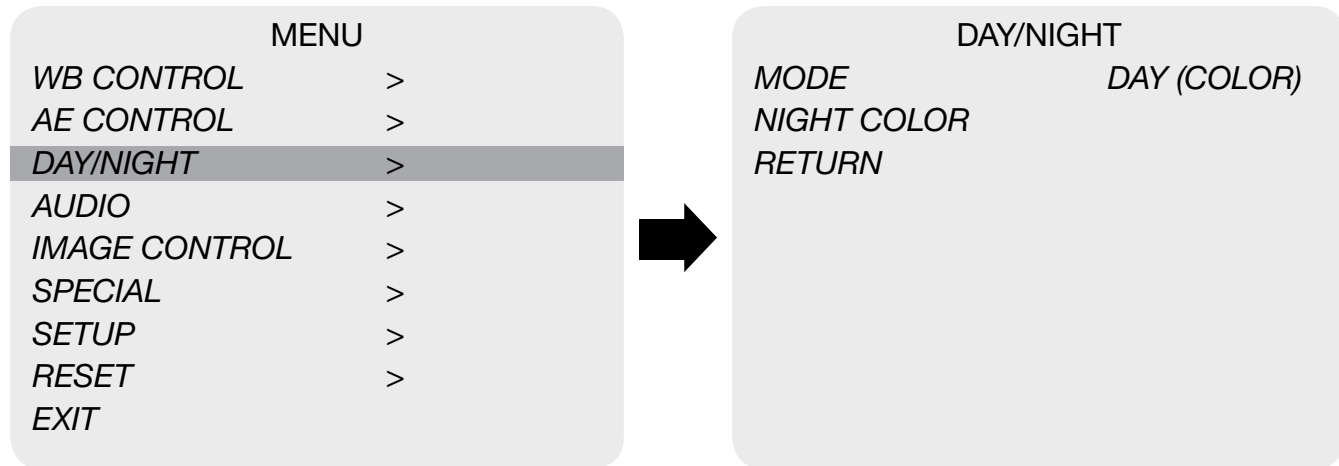 MENU
WB CONTROL >
AE CONTROL >
DAY/NIGHT >
AUDIO >
IMAGE CONTROL >
SPECIAL >
SETUP >
RESET >
EXIT
DAY/NIGHT
MODE DAY (COLOR)
NIGHT COLOR
RETURN